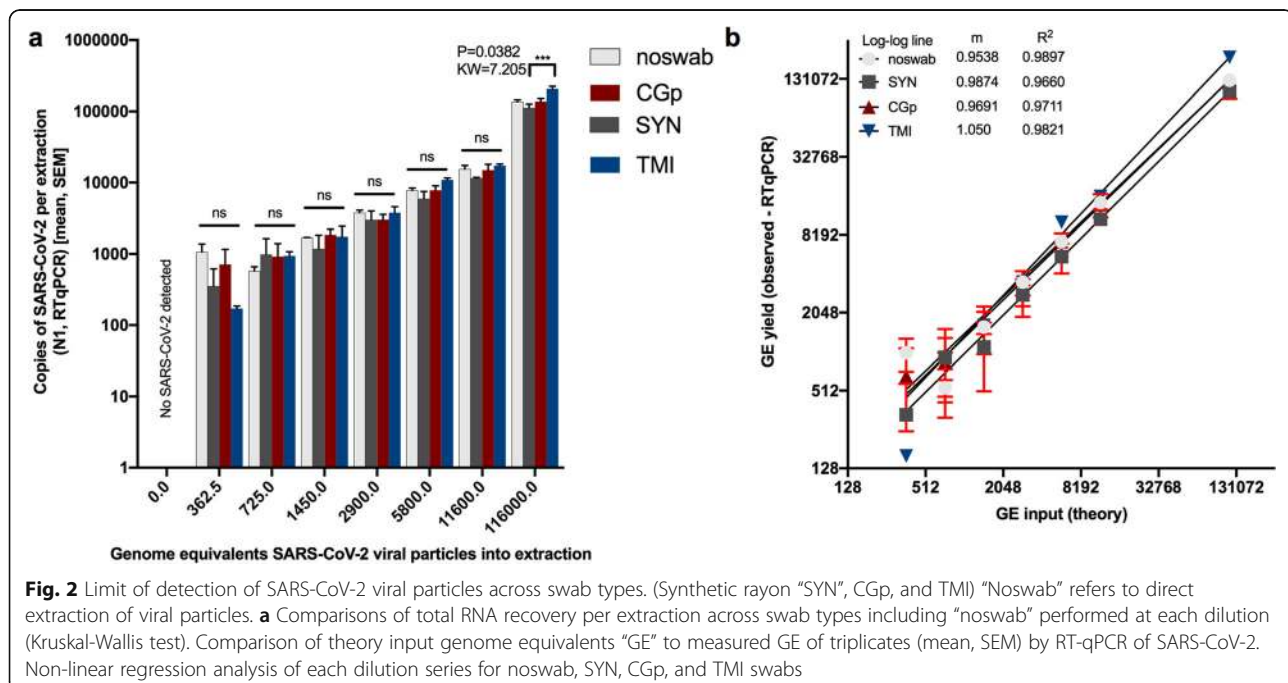 a
Copies of SARS-CoV-2 per extraction
(N1, RTqPCR) [mean, SEM]
1000000
100000
10000
1000
100
10
1
No SARS-CoV-2 detected
ns
ns
ns
ns
ns
ns
P=0.0382
KW=7.205
***
noswab
CGp
SYN
TMI
0.0
362.5
725.0
1450.0
2900.0
5800.0
11600.0
116000.0
Genome equivalents SARS-CoV-2 viral particles into extraction
b
Log-log line m R²
noswab 0.9538 0.9897
SYN 0.9874 0.9660
CGp 0.9691 0.9711
TMI 1.050 0.9821
GE yield (observed - RTqPCR)
131072
32768
8192
2048
512
128
128 512 2048 8192 32768 131072
GE input (theory)
Fig. 2 Limit of detection of SARS-CoV-2 viral particles across swab types. (Synthetic rayon “SYN”, CGp, and TMI) “Noswab” refers to direct
extraction of viral particles. a Comparisons of total RNA recovery per extraction across swab types including “noswab” performed at each dilution
(Kruskal-Wallis test). Comparison of theory input genome equivalents “GE” to measured GE of triplicates (mean, SEM) by RT-qPCR of SARS-CoV-2.
Non-linear regression analysis of each dilution series for noswab, SYN, CGp, and TMI swabs